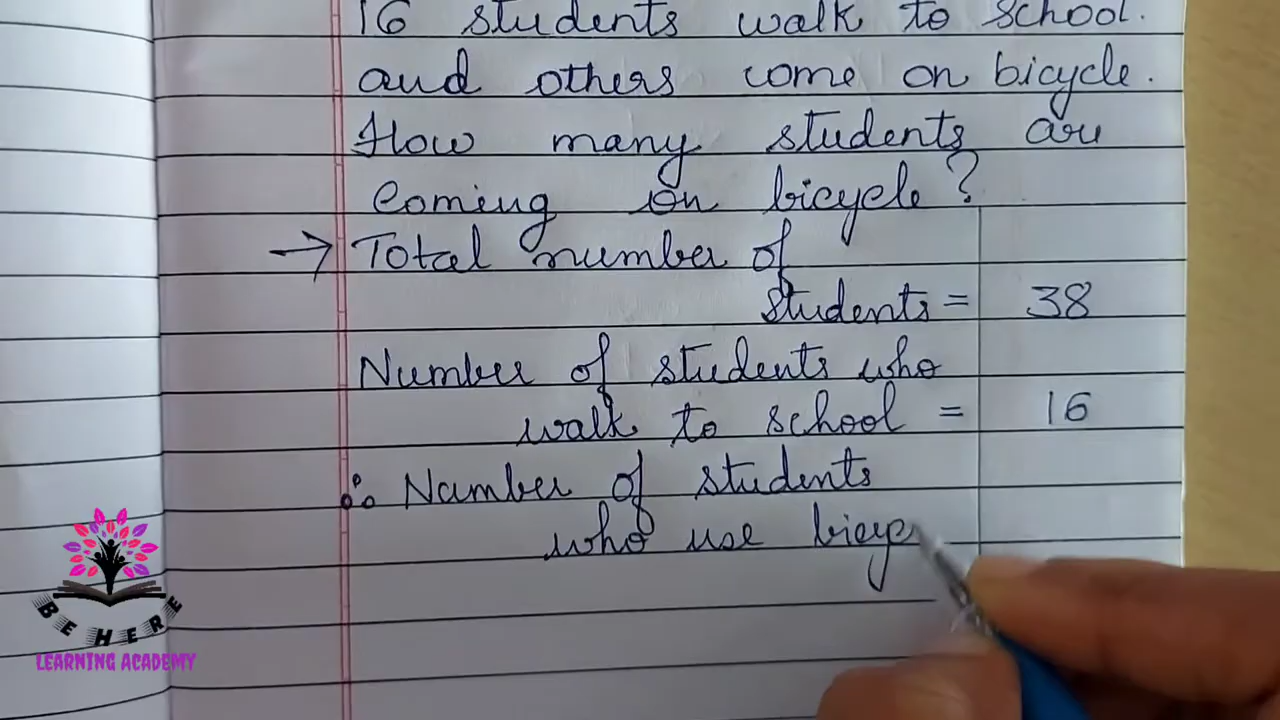 16 students walk to school.
and others come on bicycle.
How many students are
coming on bicycle?
→ Total number of
students = 38
Number of students who
walk to school = 16
∴ Number of students
who use bicy
BE HERE
LEARNING ACADEMY